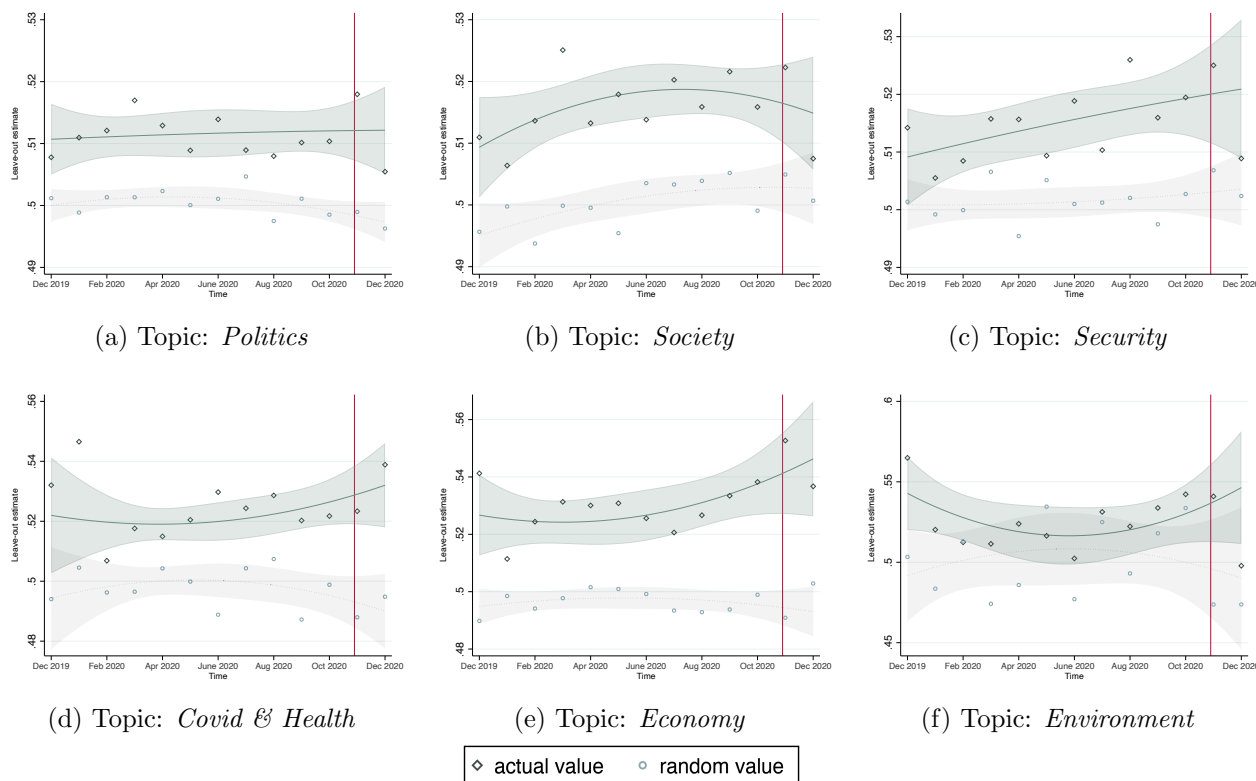 .53
.52
.51
.5
.49
Leave-out estimate
Dec 2019 Feb 2020 Apr 2020 June 2020 Aug 2020 Oct 2020 Dec 2020
Time
(a) Topic: Politics
.53
.52
.51
.5
.49
Leave-out estimate
Dec 2019 Feb 2020 Apr 2020 June 2020 Aug 2020 Oct 2020 Dec 2020
Time
(b) Topic: Society
.53
.52
.51
.5
.49
Leave-out estimate
Dec 2019 Feb 2020 Apr 2020 June 2020 Aug 2020 Oct 2020 Dec 2020
Time
(c) Topic: Security
.56
.54
.52
.5
.48
Leave-out estimate
Dec 2019 Feb 2020 Apr 2020 June 2020 Aug 2020 Oct 2020 Dec 2020
Time
(d) Topic: Covid & Health
.56
.54
.52
.5
.48
Leave-out estimate
Dec 2019 Feb 2020 Apr 2020 June 2020 Aug 2020 Oct 2020 Dec 2020
Time
(e) Topic: Economy
.6
.55
.5
.45
Leave-out estimate
Dec 2019 Feb 2020 Apr 2020 June 2020 Aug 2020 Oct 2020 Dec 2020
Time
(f) Topic: Environment
actual value random value